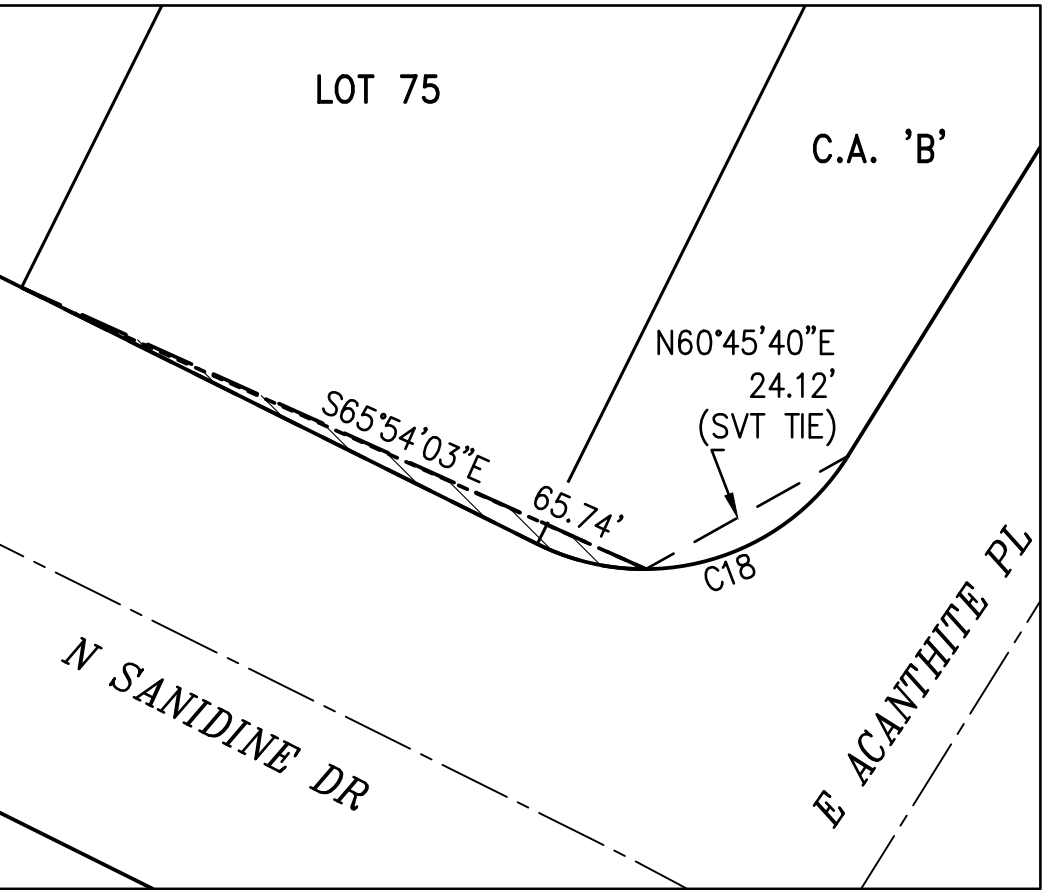 LOT 75
C.A. 'B'
N60°45'40"E
24.12'
(SVT TIE)
S65°54'03"E
65.74'
C18
N SANIDINE DR
E ACANTHITE PL